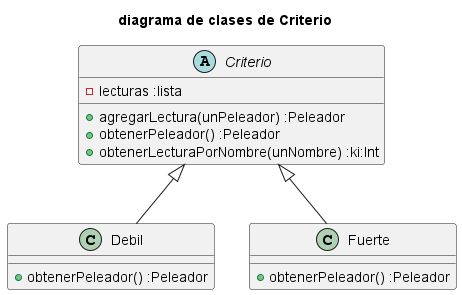 diagrama de clases de Criterio
A Criterio
lecturas :lista
agregarLectura(unPeleador) :Peleador
obtenerPeleador() :Peleador
obtenerLecturaPorNombre(unNombre) :ki:Int
C Debil
obtenerPeleador() :Peleador
C Fuerte
obtenerPeleador() :Peleador